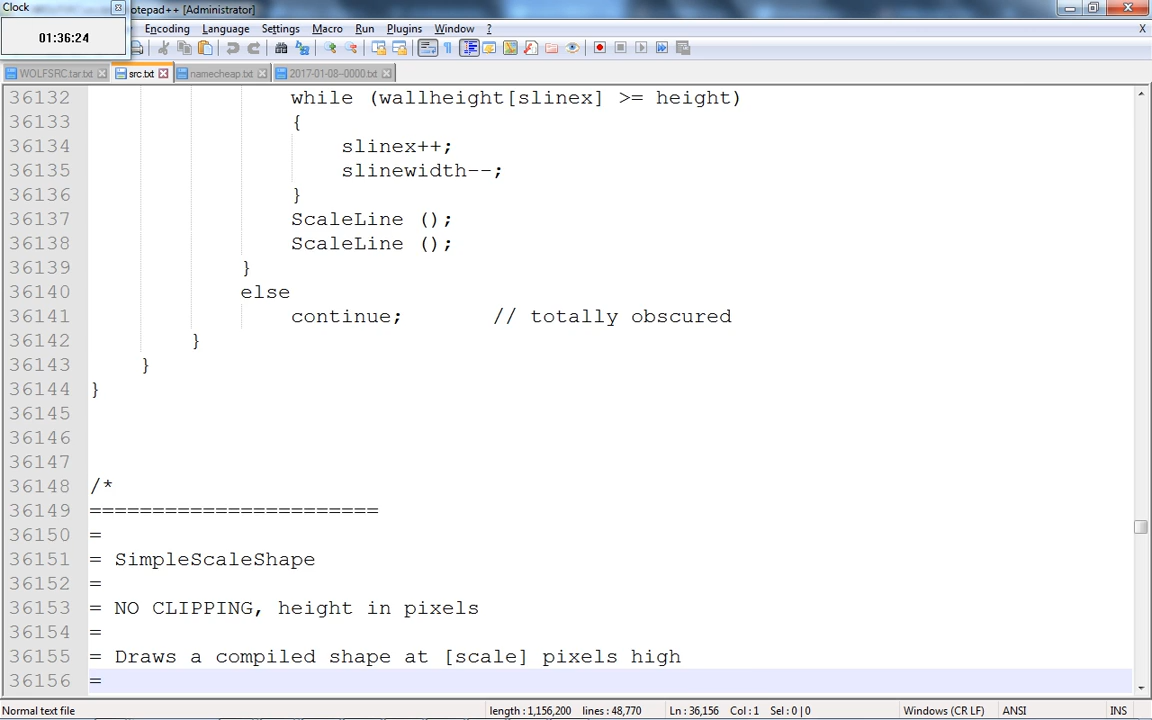 Clock
otepad++ [Administrator]
01:36:24
Encoding Language Settings Macro Run Plugins Window ?
X
WOLFSRC.tar.txt src.txt namecheap.txt 2017-01-08--0000.txt
36132 while (wallheight[slinex] >= height)
36133 {
36134 slinex++;
36135 slinewidth--;
36136 }
36137 ScaleLine ();
36138 ScaleLine ();
36139 }
36140 else
36141 continue; // totally obscured
36142 }
36143 }
36144 }
36145
36146
36147
36148 /*
36149 =======================
36150 =
36151 = SimpleScaleShape
36152 =
36153 = NO CLIPPING, height in pixels
36154 =
36155 = Draws a compiled shape at [scale] pixels high
36156 =
Normal text file length : 1,156,200 lines : 48,770 Ln : 36,156 Col : 1 Sel : 0 | 0 Windows (CR LF) ANSI INS